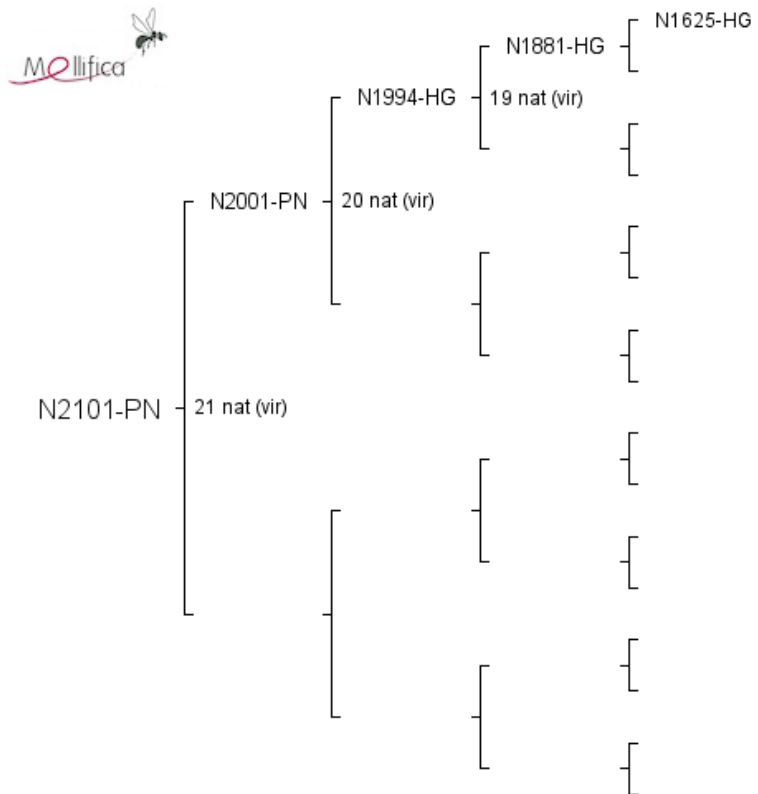 Mellifica
N1625-HG
N1881-HG
N1994-HG
19 nat (vir)
N2001-PN
20 nat (vir)
N2101-PN
21 nat (vir)